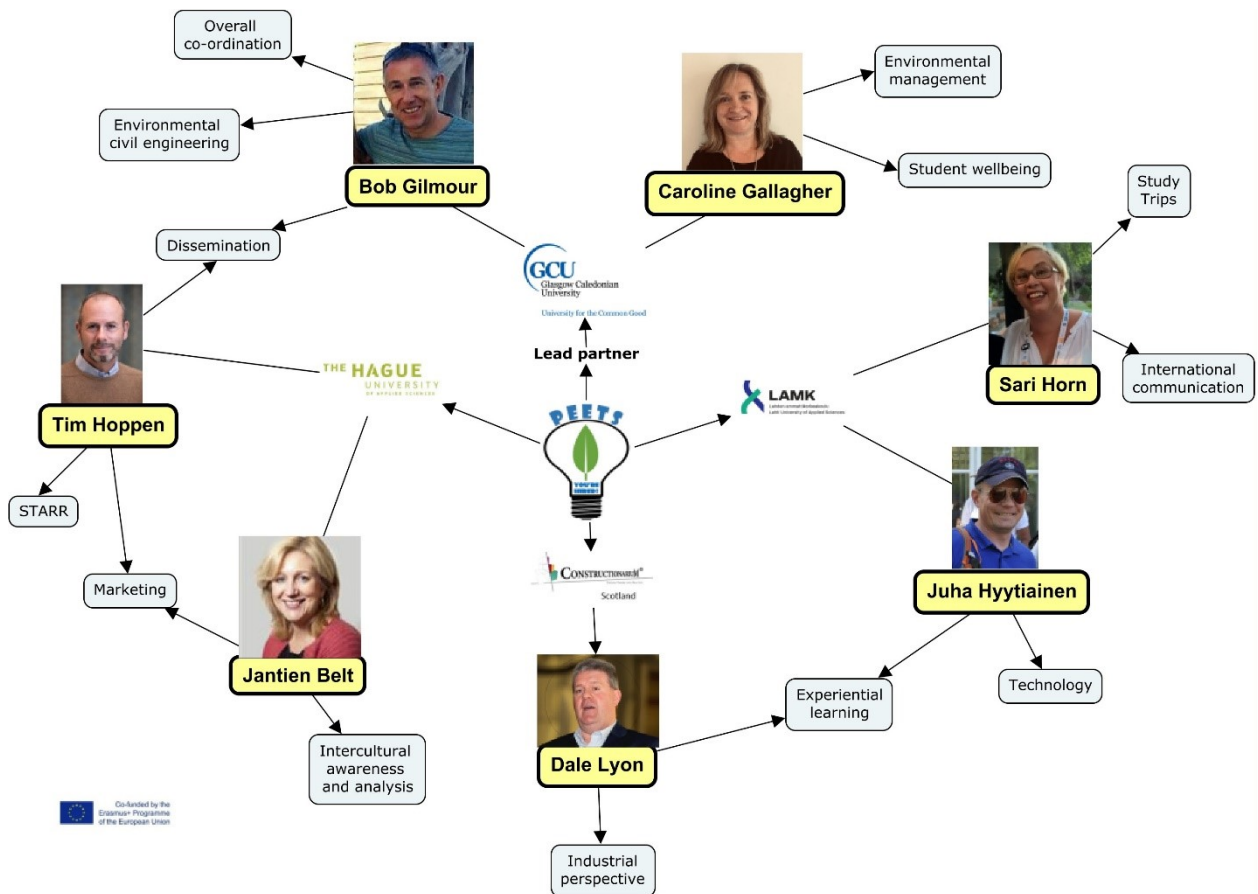 Overall
co-ordination
Environmental
civil engineering
Bob Gilmour
Environmental
management
Student wellbeing
Caroline Gallagher
Study
Trips
Dissemination
GCU
Glasgow Caledonian
University
University for the Common Good
International
communication
Sari Horn
Lead partner
THE HAGUE
UNIVERSITY
OF APPLIED SCIENCES
LAMK
Lahden ammattikorkeakoulu
Lahti University of Applied Sciences
Tim Hoppen
PEETS
STARR
CONSTRUCTIONARIUM®
Scotland
Marketing
Juha Hyytiainen
Jantien Belt
Experiential
learning
Technology
Dale Lyon
Intercultural
awareness
and analysis
Co-funded by the
Erasmus+ Programme
of the European Union
Industrial
perspective